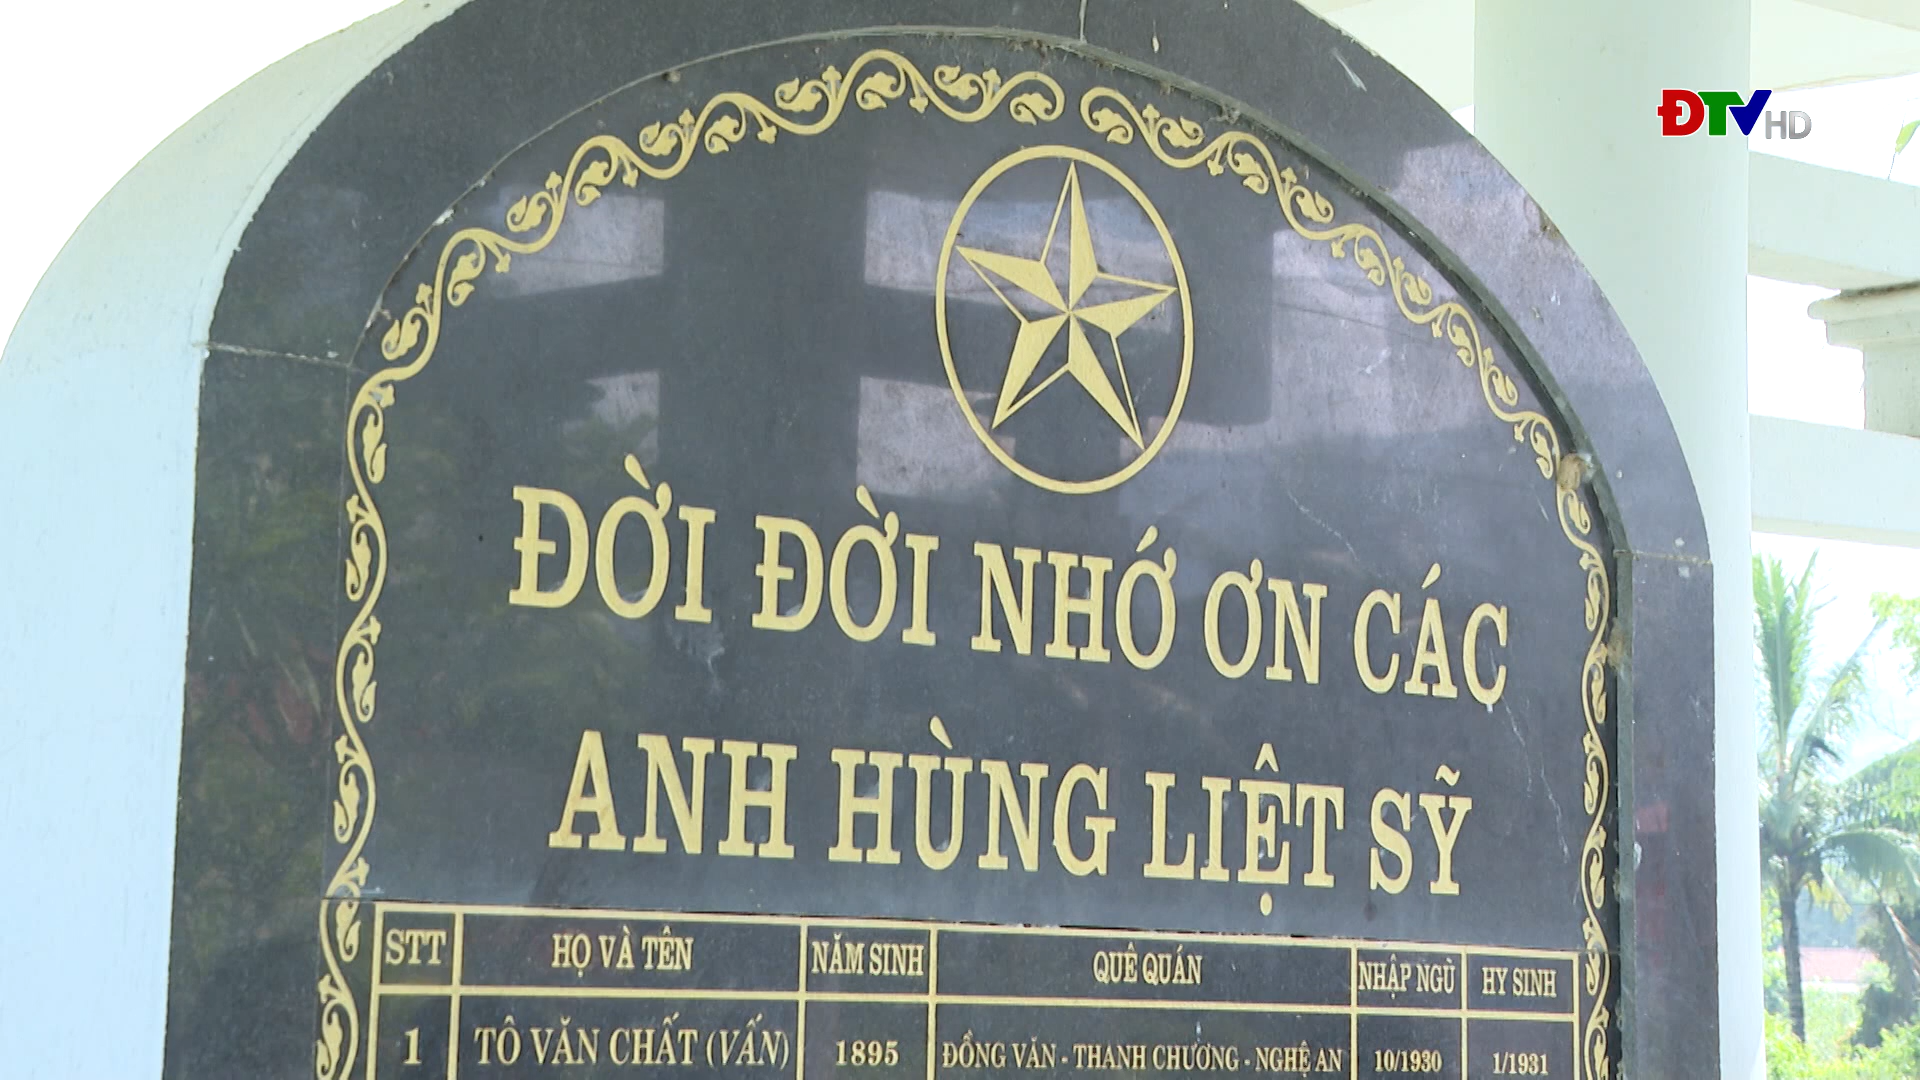 ĐTV HD
ĐỜI ĐỜI NHỚ ƠN CÁC
ANH HÙNG LIỆT SỸ
STT HỌ VÀ TÊN NĂM SINH QUÊ QUÁN NHẬP NGŨ HY SINH
1 TÔ VĂN CHẤT (VẤN) 1895 ĐỒNG VĂN - THANH CHƯƠNG - NGHỆ AN 10/1930 1/1931